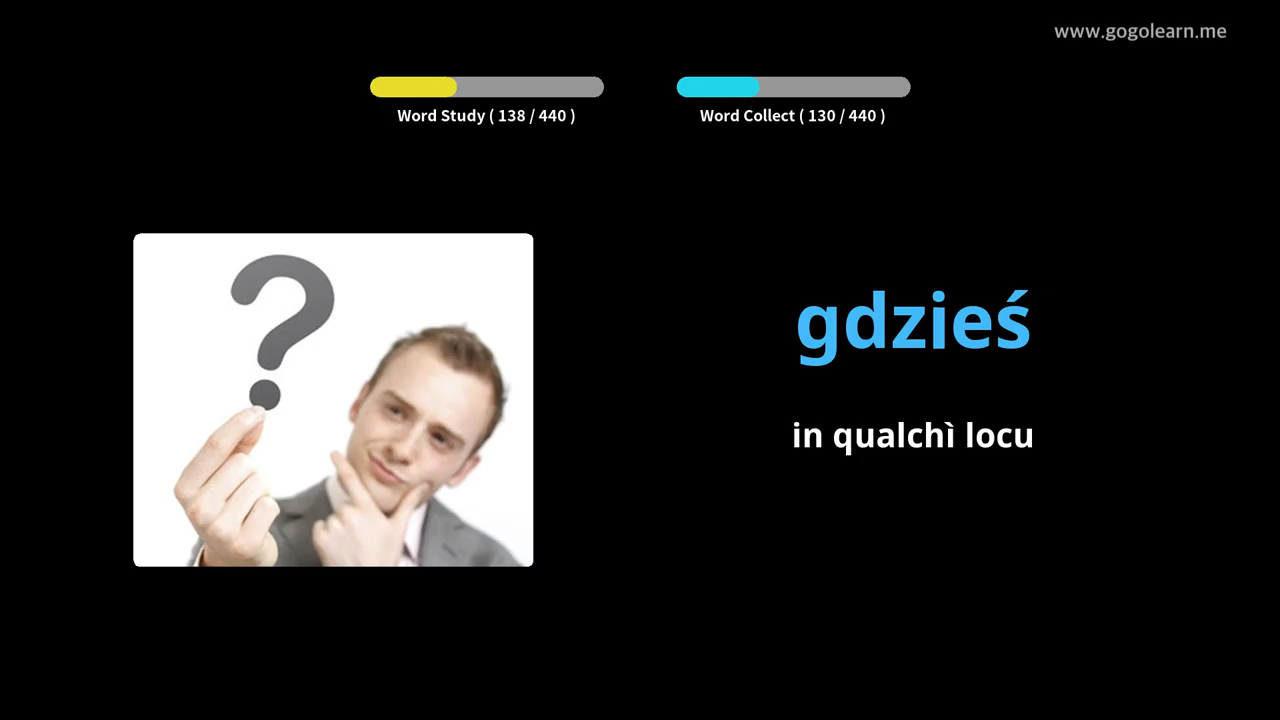 www.gogolearn.me
Word Study ( 138 / 440 )
Word Collect ( 130 / 440 )
?
gdzieś
in qualchì locu